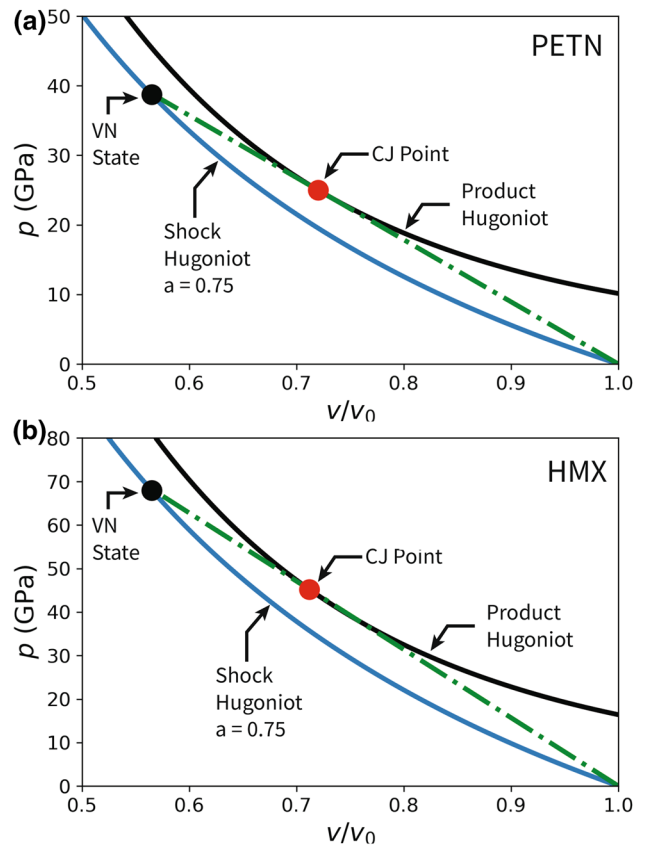 (a)
50
40
30
20
10
0
p (GPa)
PETN
VN
State
CJ Point
Product
Hugoniot
Shock
Hugoniot
a = 0.75
0.5 0.6 0.7 0.8 0.9 1.0
v/v₀
(b)
80
70
60
50
40
30
20
10
0
p (GPa)
HMX
VN
State
CJ Point
Product
Hugoniot
Shock
Hugoniot
a = 0.75
0.5 0.6 0.7 0.8 0.9 1.0
v/v₀